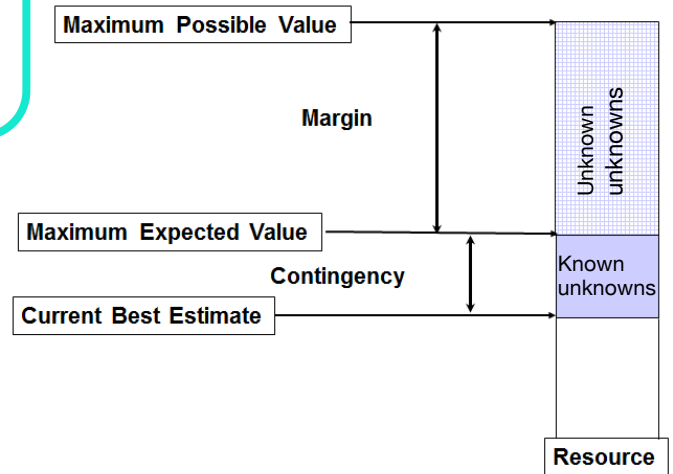 Maximum Possible Value
Margin
Unknown
unknowns
Maximum Expected Value
Contingency
Known
unknowns
Current Best Estimate
Resource